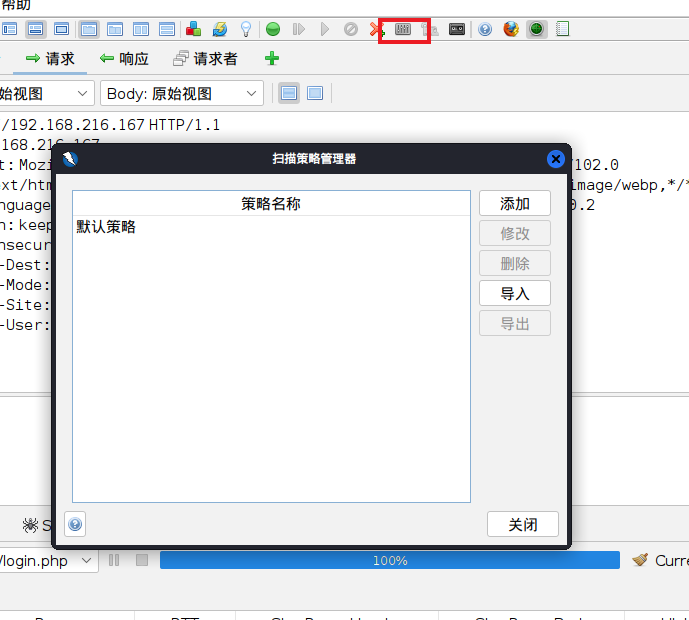 帮助
请求 响应 请求者
始视图 Body: 原始视图
/192.168.216.167 HTTP/1.1
168.216.167
t: Mozi /102.0
ext/htm image/webp,*/*
nguage 0.2
n: keep
nsecur
-Dest:
-Mode:
-Site:
-User:
扫描策略管理器
策略名称
默认策略
添加
修改
删除
导入
导出
关闭
S
/login.php 100% Curre